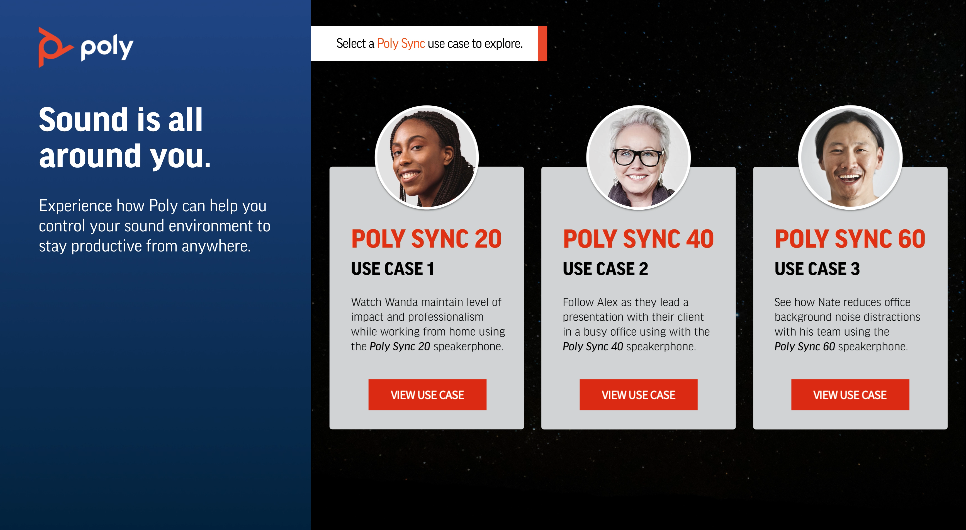 poly
Sound is all
around you.
Experience how Poly can help you
control your sound environment to
stay productive from anywhere.
Select a Poly Sync use case to explore.
POLY SYNC 20
USE CASE 1
Watch Wanda maintain level of
impact and professionalism
while working from home using
the Poly Sync 20 speakerphone.
VIEW USE CASE
POLY SYNC 40
USE CASE 2
Follow Alex as they lead a
presentation with their client
in a busy office using with the
Poly Sync 40 speakerphone.
VIEW USE CASE
POLY SYNC 60
USE CASE 3
See how Nate reduces office
background noise distractions
with his team using the
Poly Sync 60 speakerphone.
VIEW USE CASE